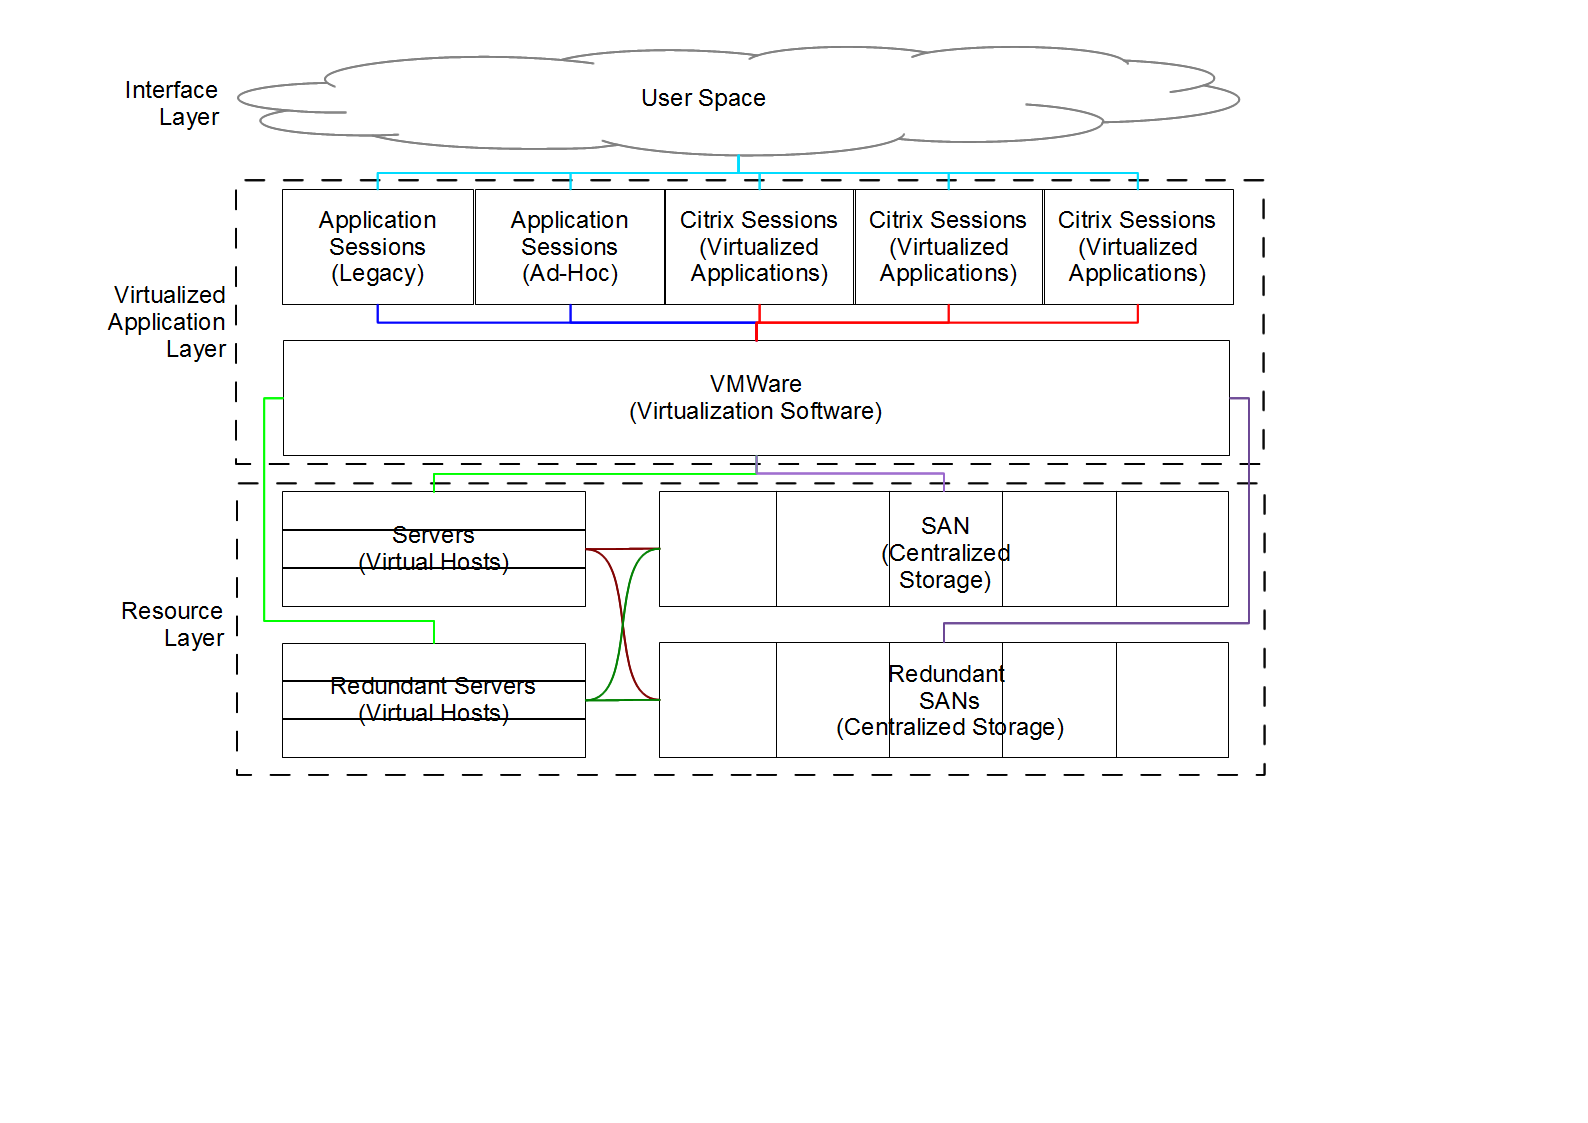 Interface
Layer
User Space
Virtualized
Application
Layer
Application
Sessions
(Legacy)
Application
Sessions
(Ad-Hoc)
Citrix Sessions
(Virtualized
Applications)
Citrix Sessions
(Virtualized
Applications)
Citrix Sessions
(Virtualized
Applications)
VMWare
(Virtualization Software)
Resource
Layer
Servers
(Virtual Hosts)
SAN
(Centralized
Storage)
Redundant Servers
(Virtual Hosts)
Redundant
SANs
(Centralized Storage)